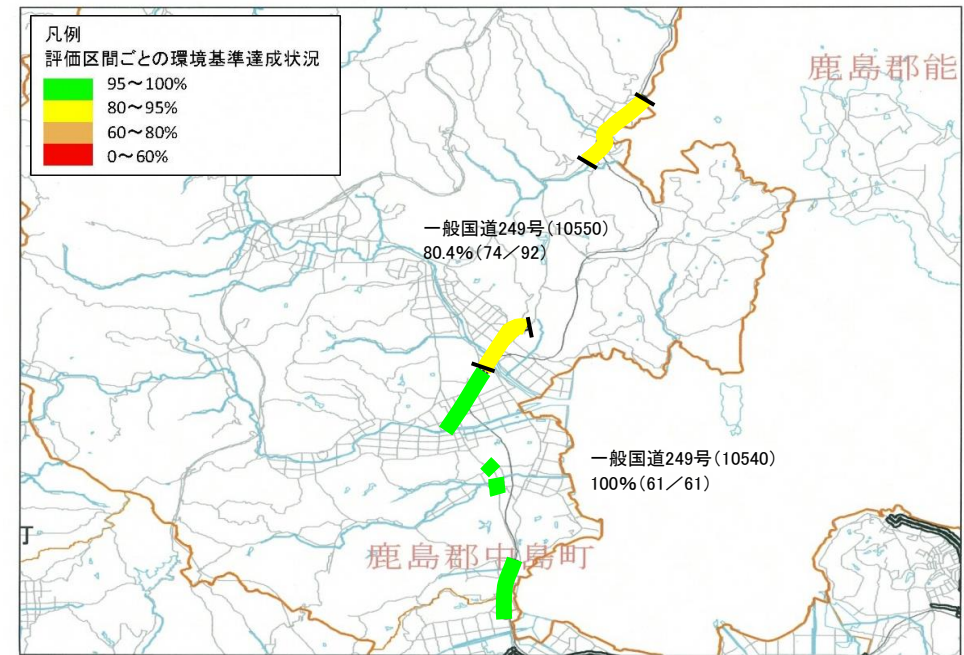 凡例
評価区間ごとの環境基準達成状況
95～100%
80～95%
60～80%
0～60%
鹿島郡能
一般国道249号(10550)
80.4%(74／92)
一般国道249号(10540)
100%(61／61)
鹿島郡中島町